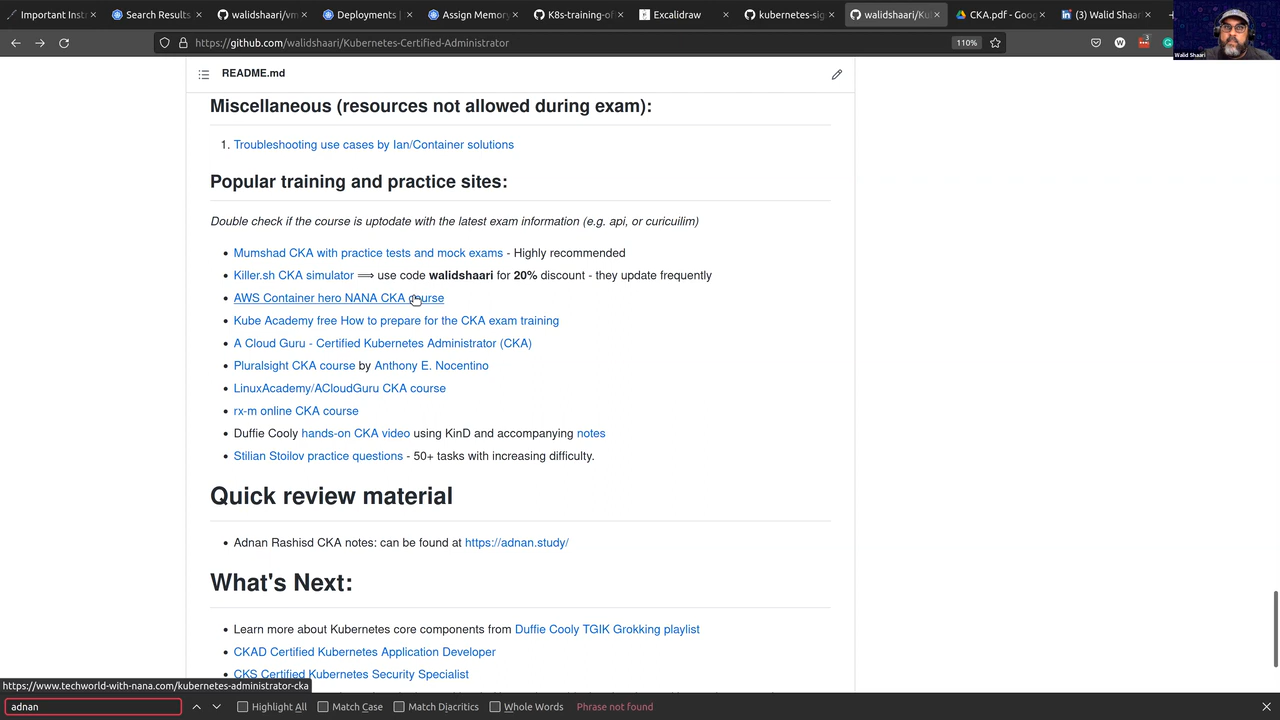 Important Inst
Search Results
walidshaari/vm
Deployments |
Assign Memory
K8s-training-of
Excalidraw
kubernetes-sig
walidshaari/Ku
CKA.pdf - Goog
(3) Walid Shaar
https://github.com/walidshaari/Kubernetes-Certified-Administrator
110%
W
3
Walid Shaari
README.md
Miscellaneous (resources not allowed during exam):
1. Troubleshooting use cases by Ian/Container solutions
Popular training and practice sites:
Double check if the course is uptodate with the latest exam information (e.g. api, or curicuilim)
Mumshad CKA with practice tests and mock exams - Highly recommended
Killer.sh CKA simulator ⟹ use code walidshaari for 20% discount - they update frequently
AWS Container hero NANA CKA course
Kube Academy free How to prepare for the CKA exam training
A Cloud Guru - Certified Kubernetes Administrator (CKA)
Pluralsight CKA course by Anthony E. Nocentino
LinuxAcademy/ACloudGuru CKA course
rx-m online CKA course
Duffie Cooly hands-on CKA video using KinD and accompanying notes
Stilian Stoilov practice questions - 50+ tasks with increasing difficulty.
Quick review material
Adnan Rashisd CKA notes: can be found at https://adnan.study/
What's Next:
Learn more about Kubernetes core components from Duffie Cooly TGIK Grokking playlist
CKAD Certified Kubernetes Application Developer
CKS Certified Kubernetes Security Specialist
https://www.techworld-with-nana.com/kubernetes-administrator-cka
adnan
Highlight All
Match Case
Match Diacritics
Whole Words
Phrase not found